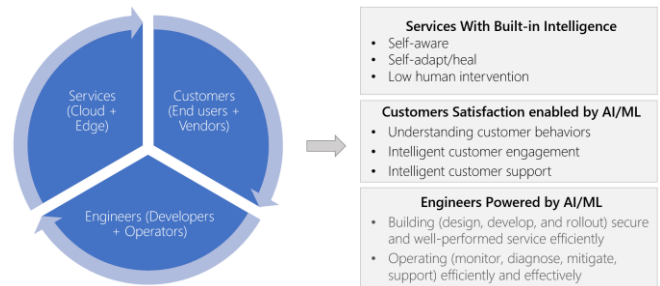 Services
(Cloud +
Edge)
Customers
(End users
+
Vendors)
Engineers (Developers
+ Operators)
Services With Built-in Intelligence
• Self-aware
• Self-adapt/heal
• Low human intervention
Customers Satisfaction enabled by AI/ML
• Understanding customer behaviors
• Intelligent customer engagement
• Intelligent customer support
Engineers Powered by AI/ML
• Building (design, develop, and rollout) secure
and well-performed service efficiently
• Operating (monitor, diagnose, mitigate,
support) efficiently and effectively